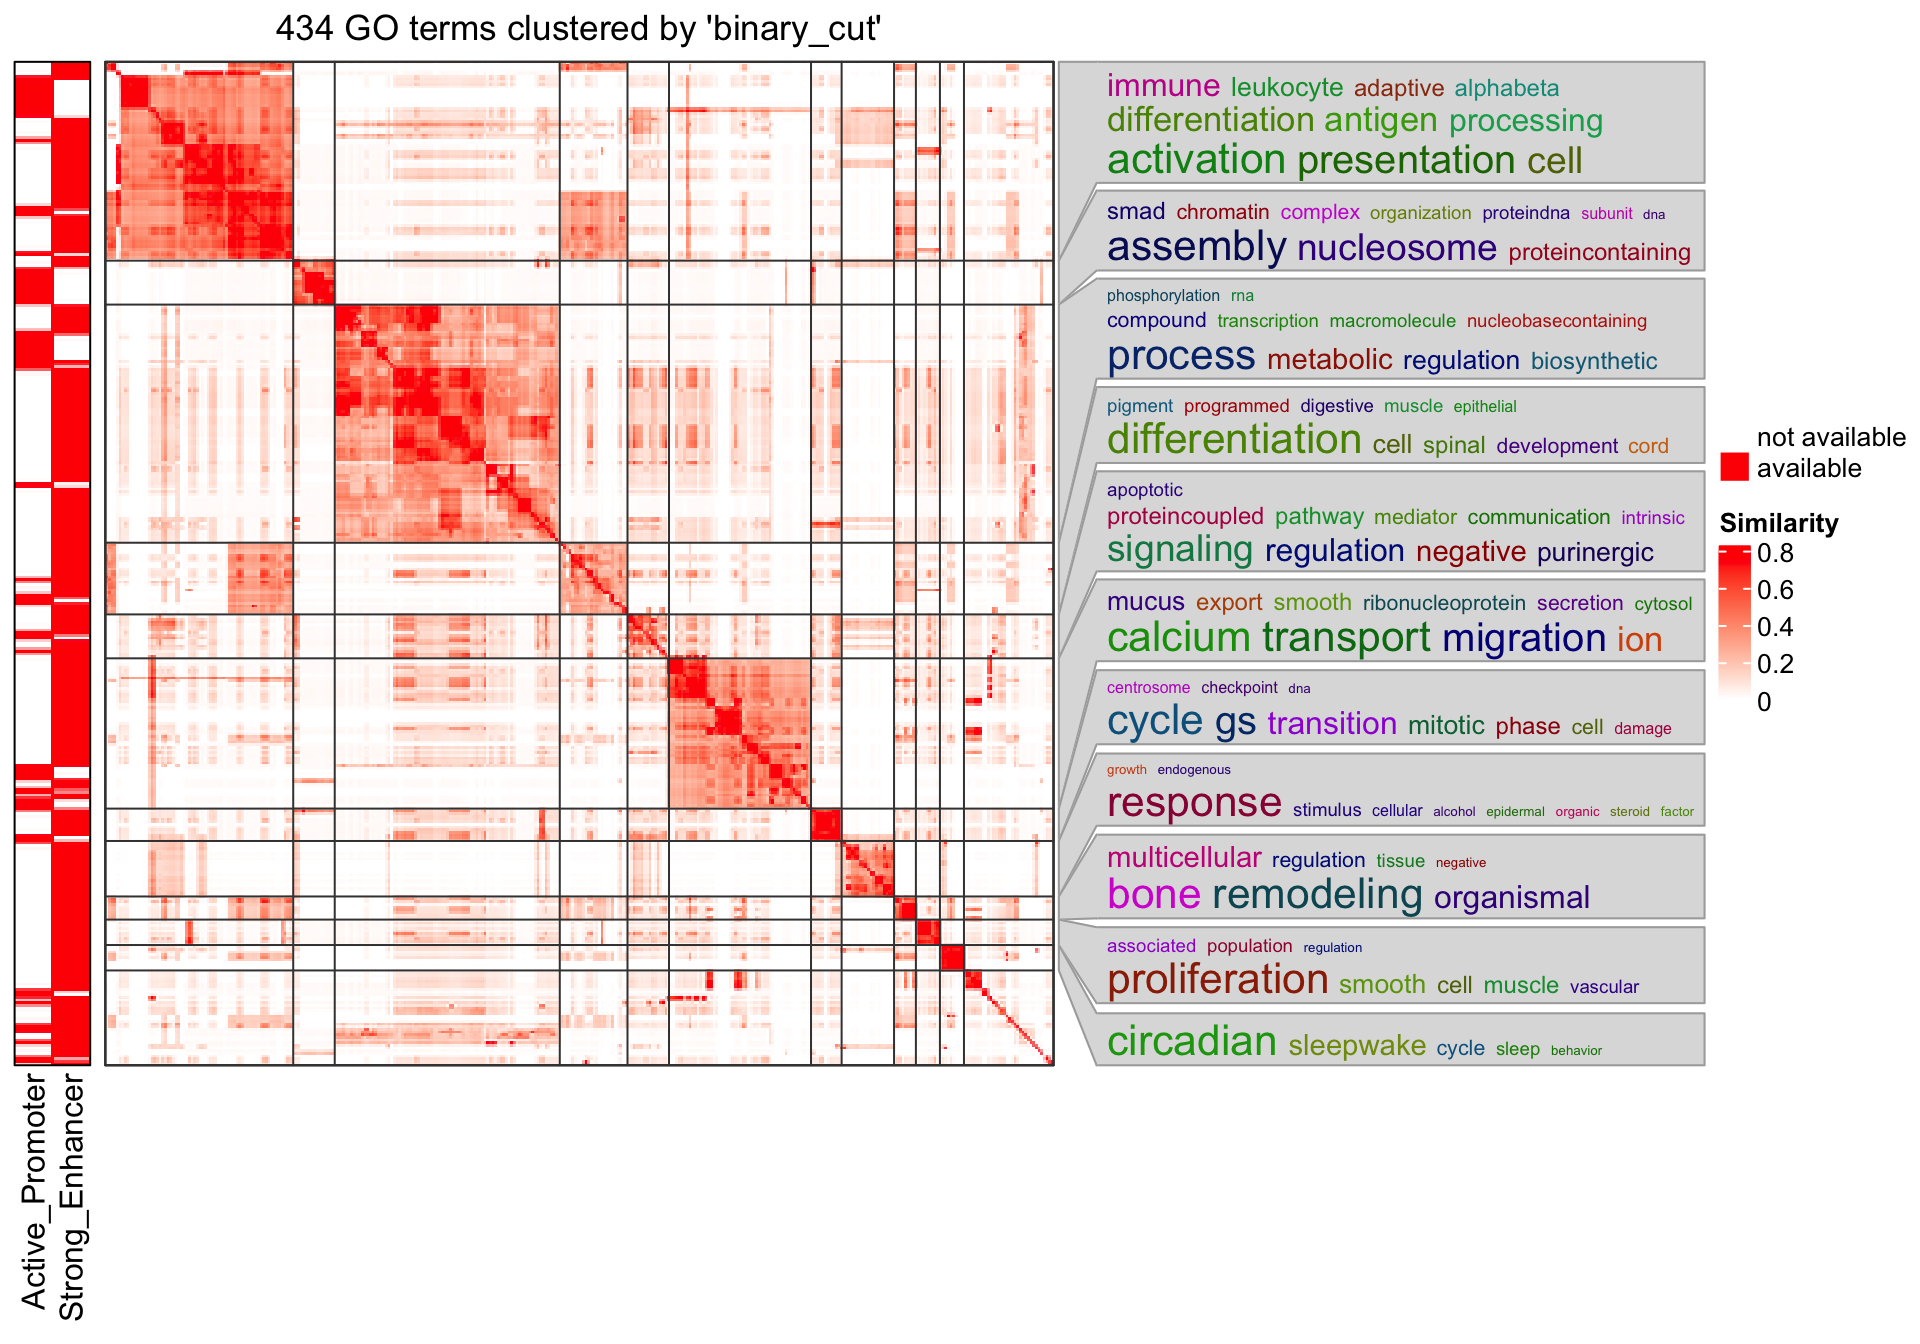 434 GO terms clustered by 'binary_cut'
immune leukocyte adaptive alphabeta
differentiation antigen processing
activation presentation cell
smad chromatin complex organization proteindna subunit dna
assembly nucleosome proteincontaining
phosphorylation rna
compound transcription macromolecule nucleobasecontaining
process metabolic regulation biosynthetic
pigment programmed digestive muscle epithelial
differentiation cell spinal development cord
apoptotic
proteincoupled pathway mediator communication intrinsic
signaling regulation negative purinergic
mucus export smooth ribonucleoprotein secretion cytosol
calcium transport migration ion
centrosome checkpoint dna
cycle gs transition mitotic phase cell damage
growth endogenous
response stimulus cellular alcohol epidermal organic steroid factor
multicellular regulation tissue negative
bone remodeling organismal
associated population regulation
proliferation smooth cell muscle vascular
circadian sleepwake cycle sleep behavior
not available
available
Similarity
0.8
0.6
0.4
0.2
0
Active_Promoter
Strong_Enhancer